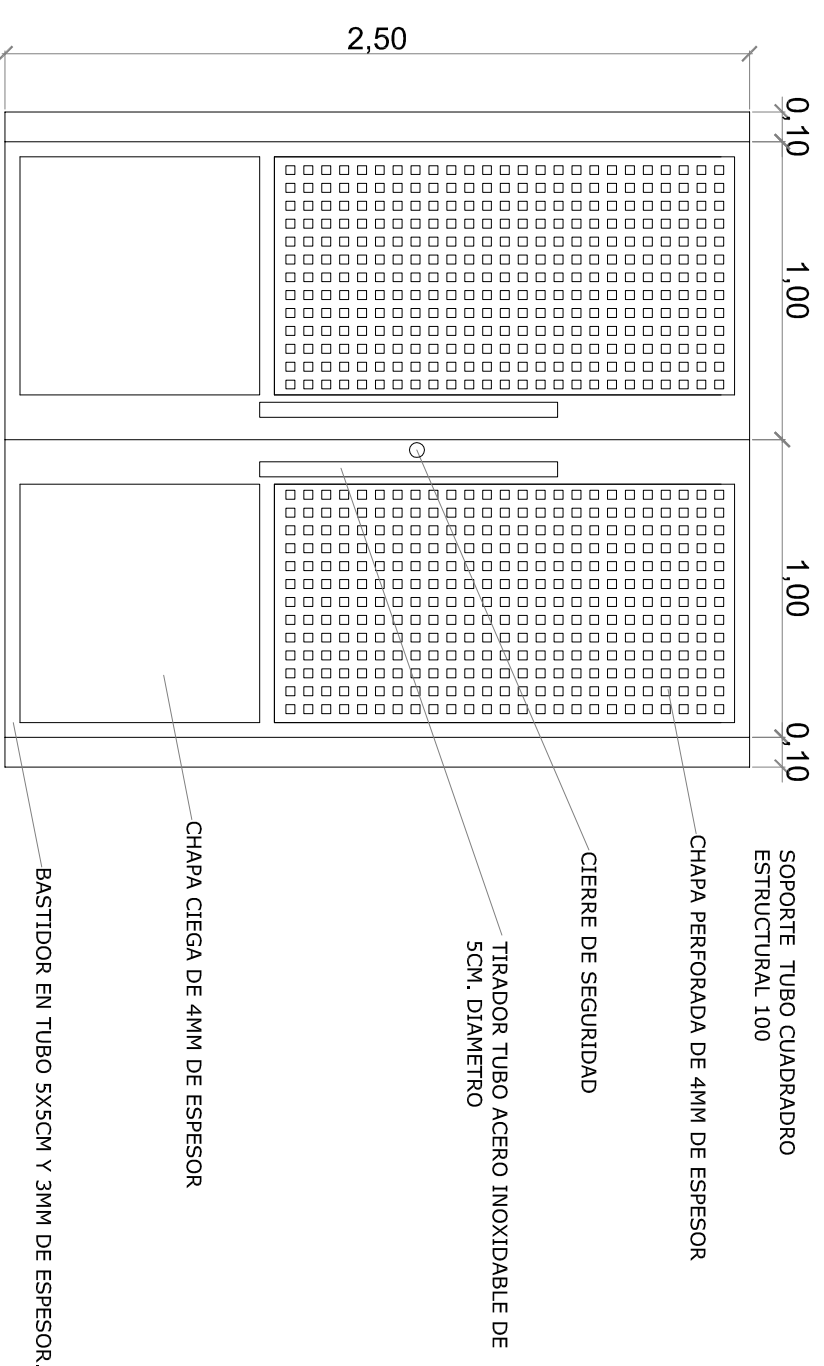 2,50
0,10
1,00
1,00
0,10
SOPORTE TUBO CUADRADRO
ESTRUCTURAL 100
CHAPA PERFORADA DE 4MM DE ESPESOR
CIERRE DE SEGURIDAD
TIRADOR TUBO ACERO INOXIDABLE DE
5CM. DIAMETRO
CHAPA CIEGA DE 4MM DE ESPESOR
BASTIDOR EN TUBO 5X5CM Y 3MM DE ESPESOR.